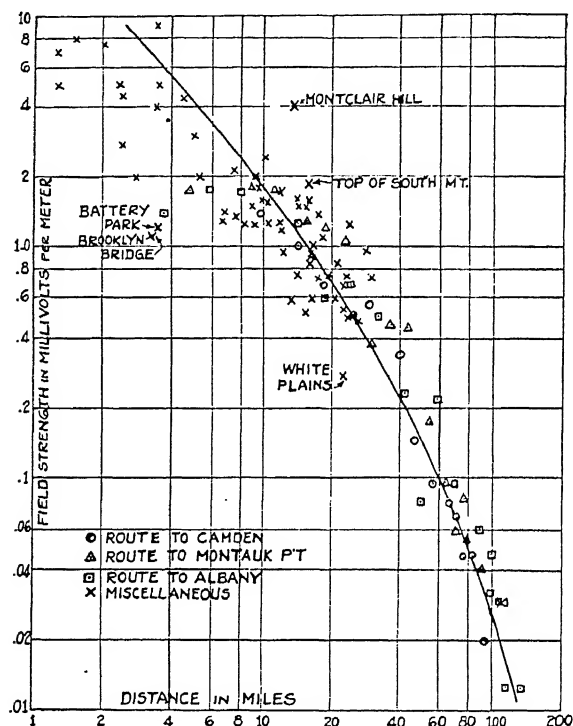 10
8
6
4
2
1.0
.8
.6
.4
.2
0.1
.06
.04
.02
.01
FIELD STRENGTH IN MILLIVOLTS PER METER
MONTCLAIR HILL
TOP OF SOUTH MT.
BATTERY
PARK
BROOKLYN
BRIDGE
WHITE
PLAINS
ROUTE TO CAMDEN
ROUTE TO MONTAUK P'T
ROUTE TO ALBANY
MISCELLANEOUS
DISTANCE IN MILES
1 2 4 6 8 10 20 40 60 80 100 200